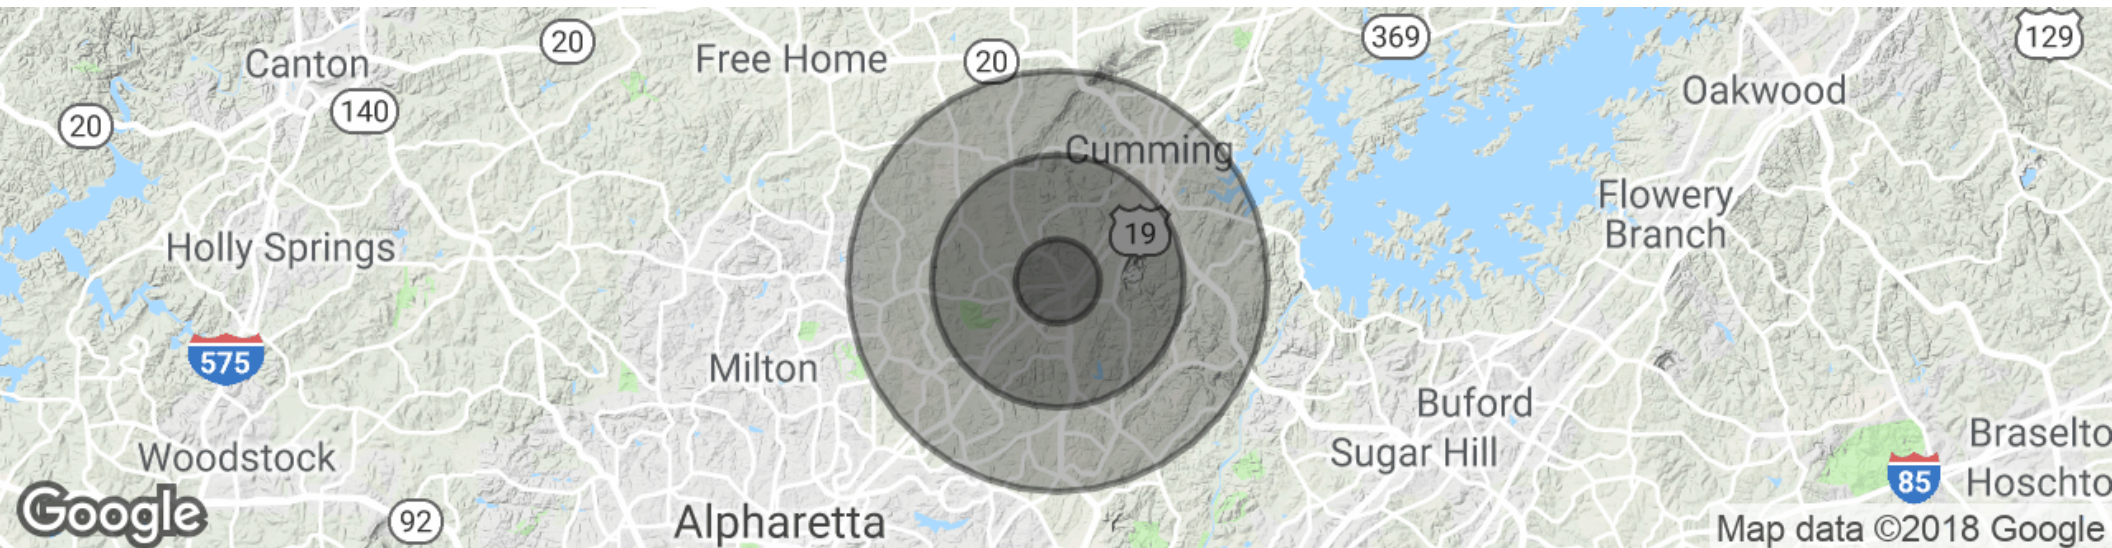 129
20
369
Free Home
20
Canton
Oakwood
140
20
Cumming
Flowery
Branch
19
Holly Springs
575
Milton
Buford
Sugar Hill
Braselto
Hoschto
85
Woodstock
Google
92
Alpharetta
Map data ©2018 Google